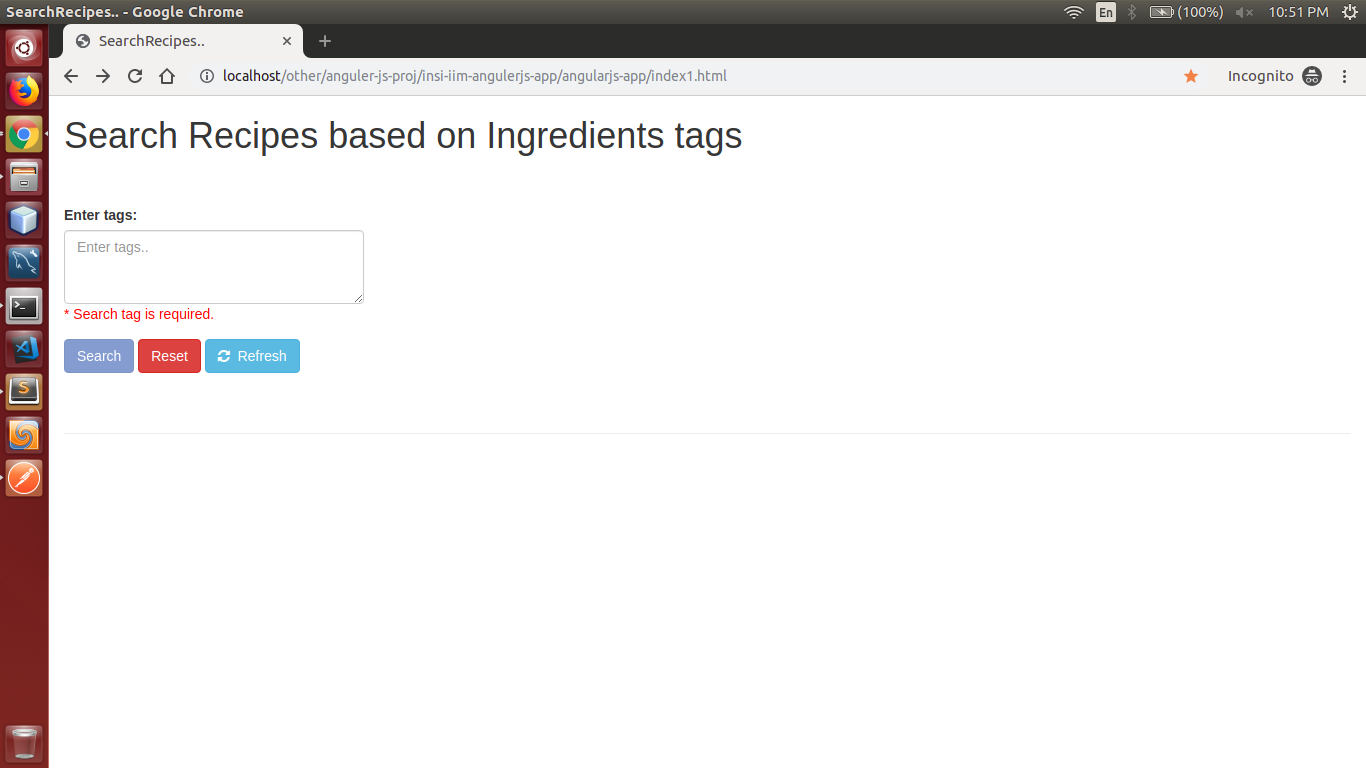 SearchRecipes.. - Google Chrome
En
(100%)
10:51 PM
SearchRecipes..
localhost/other/anguler-js-proj/insi-iim-angulerjs-app/angularjs-app/index1.html
Incognito
Search Recipes based on Ingredients tags
Enter tags:
Enter tags..
* Search tag is required.
Search
Reset
Refresh